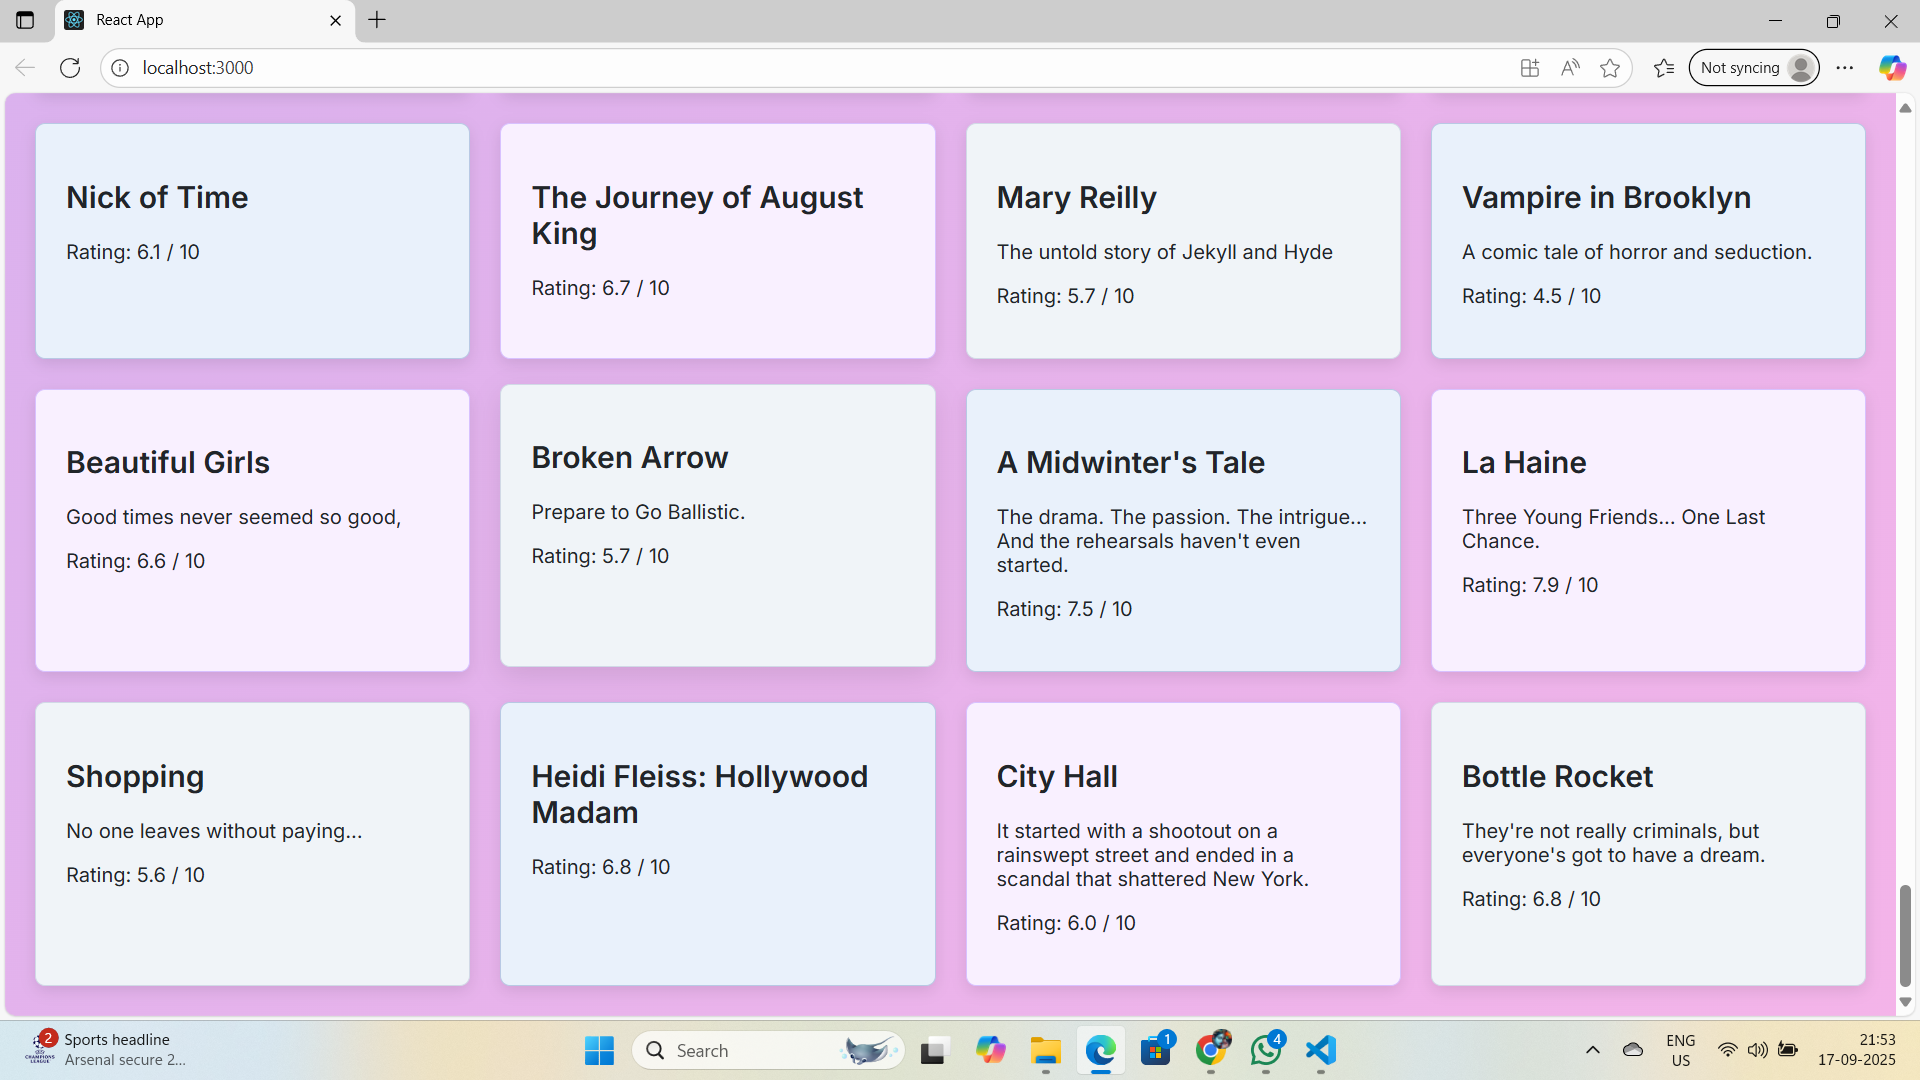 React App
localhost:3000
Not syncing
Nick of Time
Rating: 6.1 / 10
The Journey of August
King
Rating: 6.7 / 10
Mary Reilly
The untold story of Jekyll and Hyde
Rating: 5.7 / 10
Vampire in Brooklyn
A comic tale of horror and seduction.
Rating: 4.5 / 10
Beautiful Girls
Good times never seemed so good,
Rating: 6.6 / 10
Broken Arrow
Prepare to Go Ballistic.
Rating: 5.7 / 10
A Midwinter's Tale
The drama. The passion. The intrigue...
And the rehearsals haven't even
started.
Rating: 7.5 / 10
La Haine
Three Young Friends... One Last
Chance.
Rating: 7.9 / 10
Shopping
No one leaves without paying...
Rating: 5.6 / 10
Heidi Fleiss: Hollywood
Madam
Rating: 6.8 / 10
City Hall
It started with a shootout on a
rainswept street and ended in a
scandal that shattered New York.
Rating: 6.0 / 10
Bottle Rocket
They're not really criminals, but
everyone's got to have a dream.
Rating: 6.8 / 10
2
Sports headline
Arsenal secure 2...
Search
1
4
ENG
US
21:53
17-09-2025